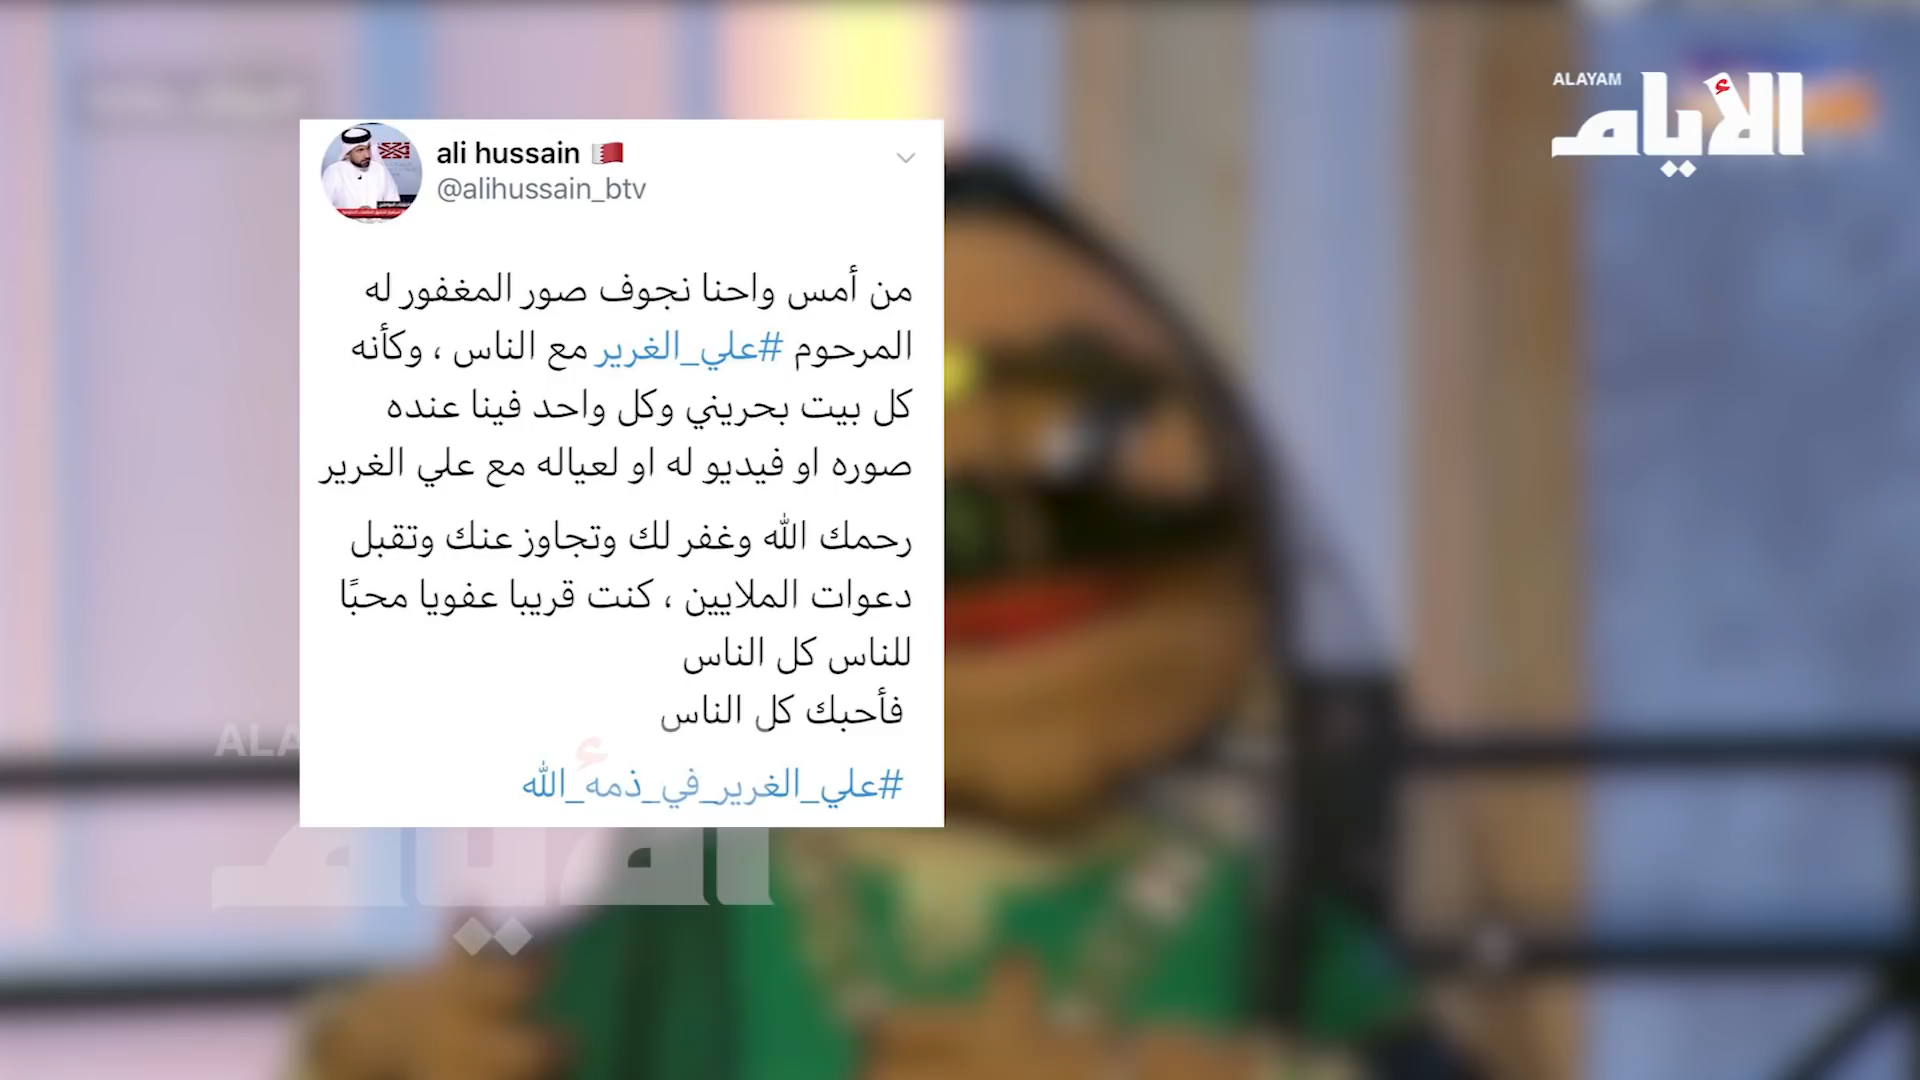 ALAYAM
الأيام
ali hussain
@alihussain_btv
من أمس واحنا نجوف صور المغفور له
المرحوم #علي_الغرير مع الناس ، وكأنه
كل بيت بحريني وكل واحد فينا عنده
صوره او فيديو له او لعياله مع علي الغرير
رحمك الله وغفر لك وتجاوز عنك وتقبل
دعوات الملايين ، كنت قريبا عفويا محبًا
للناس كل الناس
فأحبك كل الناس
#علي_الغرير_في_ذمه_الله
ALA